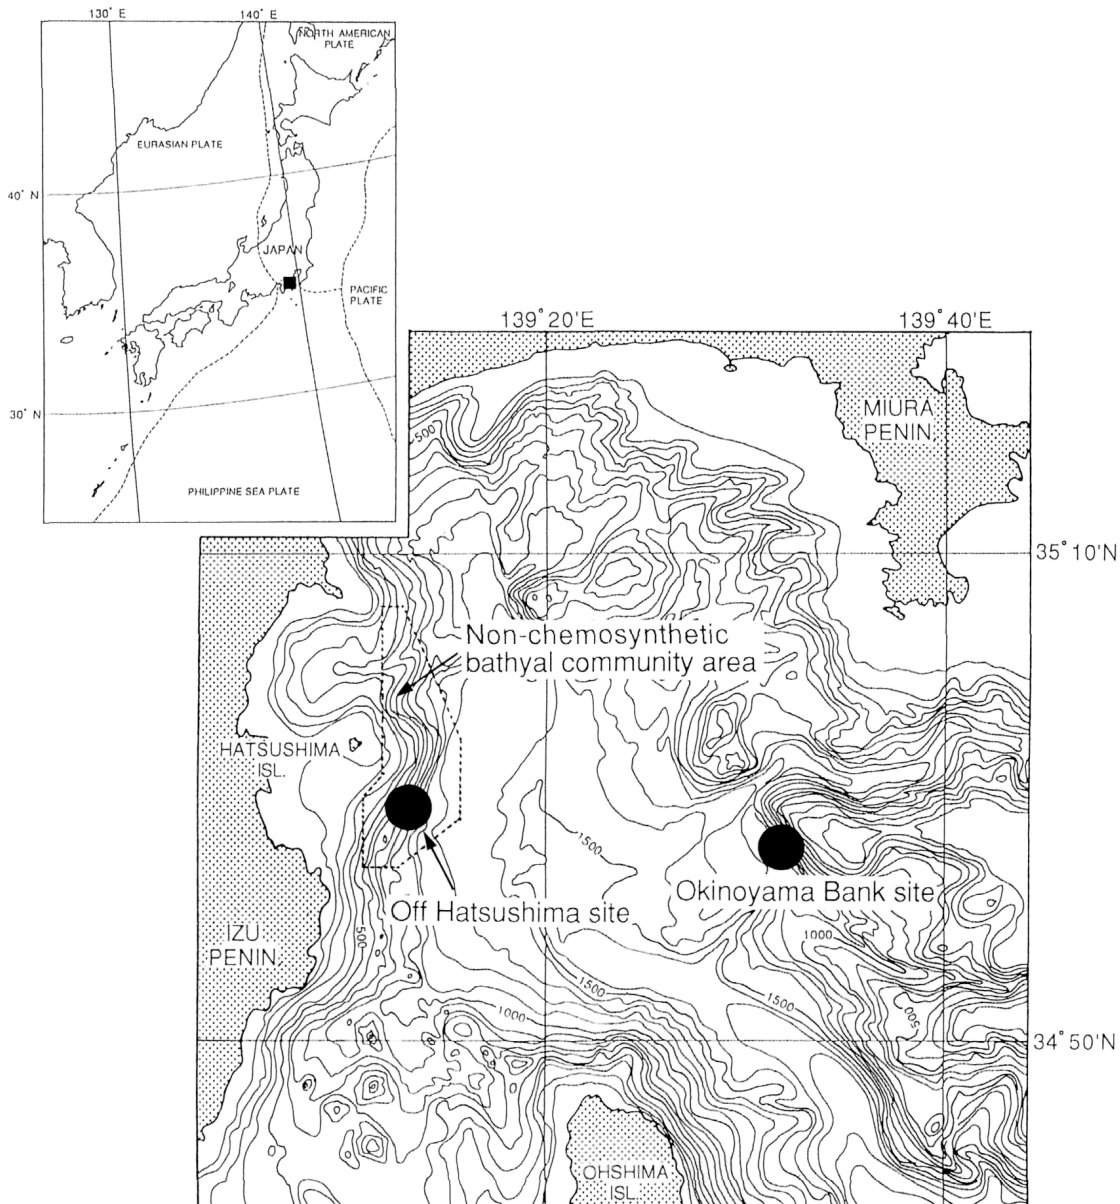 130° E
140° E
NORTH AMERICAN
PLATE
EURASIAN PLATE
40° N
JAPAN
PACIFIC
PLATE
30° N
PHILIPPINE SEA PLATE
139°20'E
139°40'E
MIURA
PENIN.
500
35°10'N
Non-chemosynthetic
bathyal community area
HATSUSHIMA
ISL.
1500
Okinoyama Bank site
Off Hatsushima site
500
IZU
PENIN.
1000
1500
1500
1000
500
34°50'N
OHSHIMA
ISL.